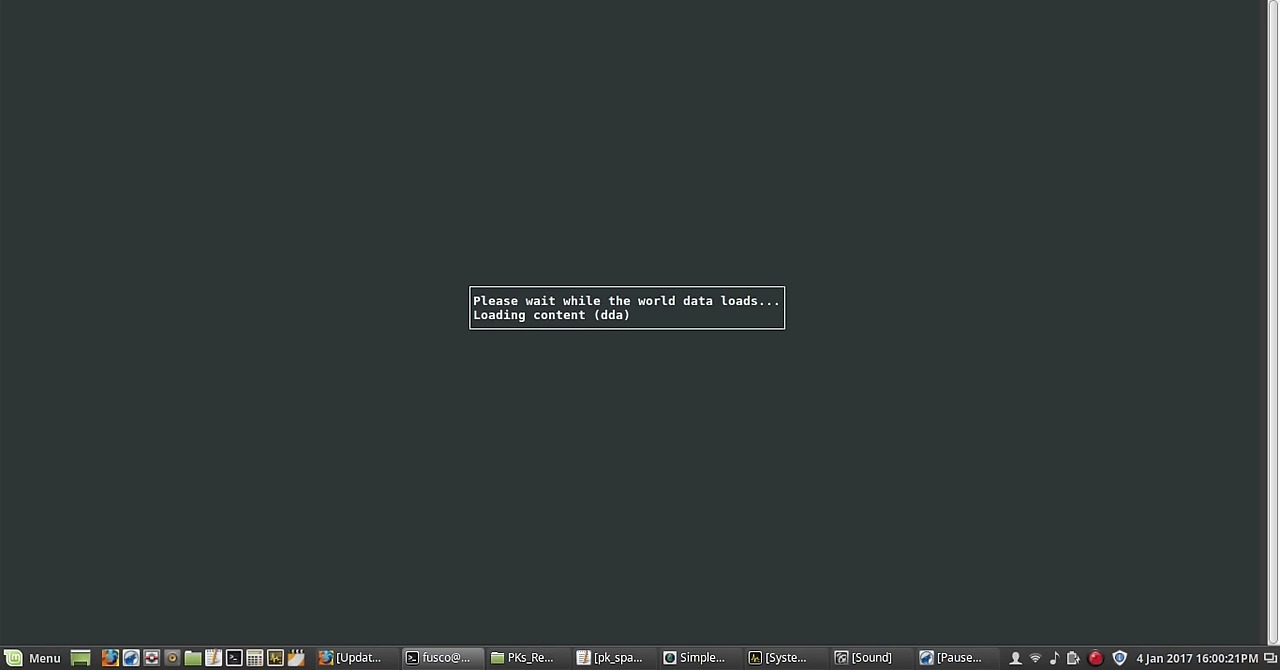 Please wait while the world data loads...
Loading content (dda)
Menu
[Updat...
fusco@...
PKs_Re...
[pk_spa...
Simple...
[Syste...
[Sound]
[Pause...
4 Jan 2017 16:00:21PM